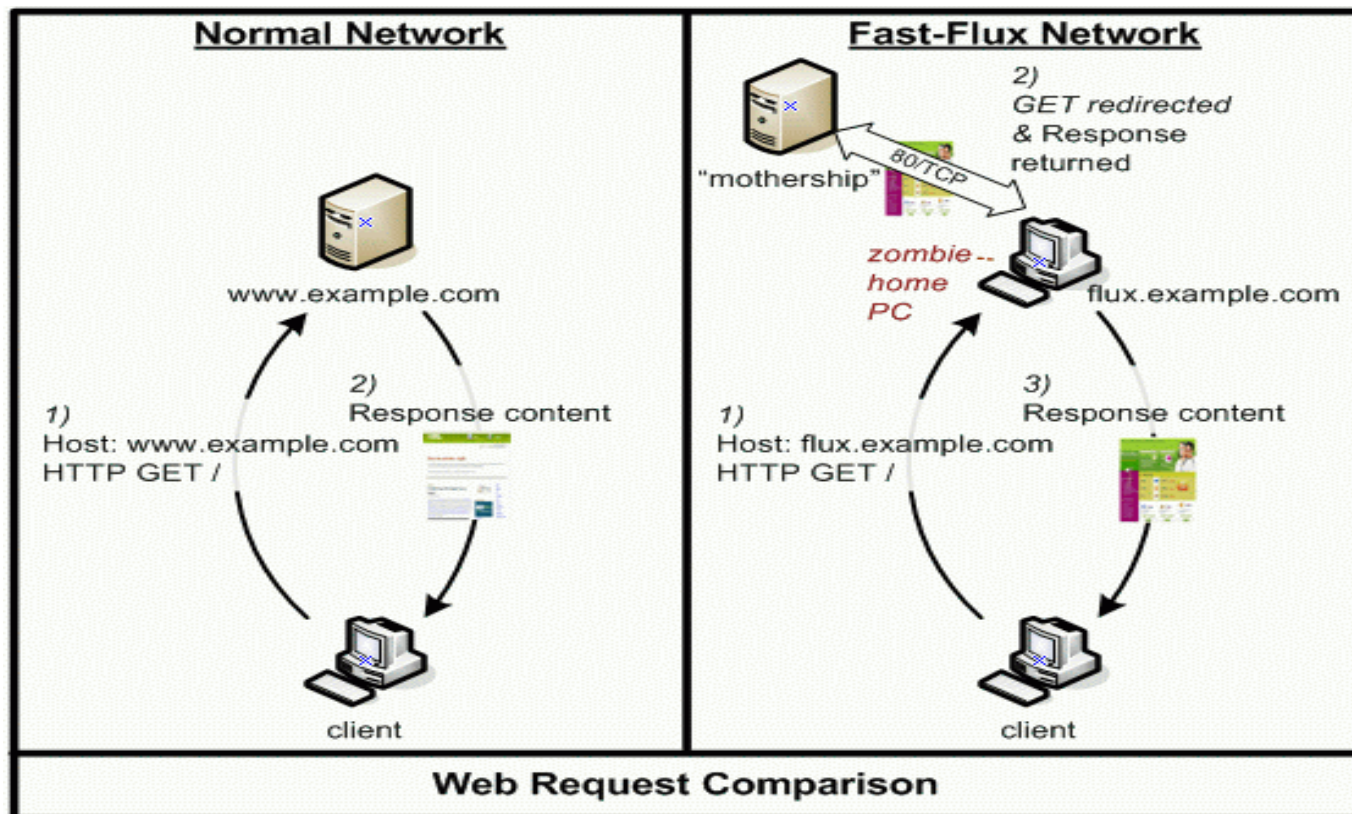 Normal Network
www.example.com
1)
Host: www.example.com
HTTP GET /
2)
Response content
client
Fast-Flux Network
"mothership"
80/TCP
2)
GET redirected
& Response
returned
zombie
home
PC
flux.example.com
1)
Host: flux.example.com
HTTP GET /
3)
Response content
client
Web Request Comparison